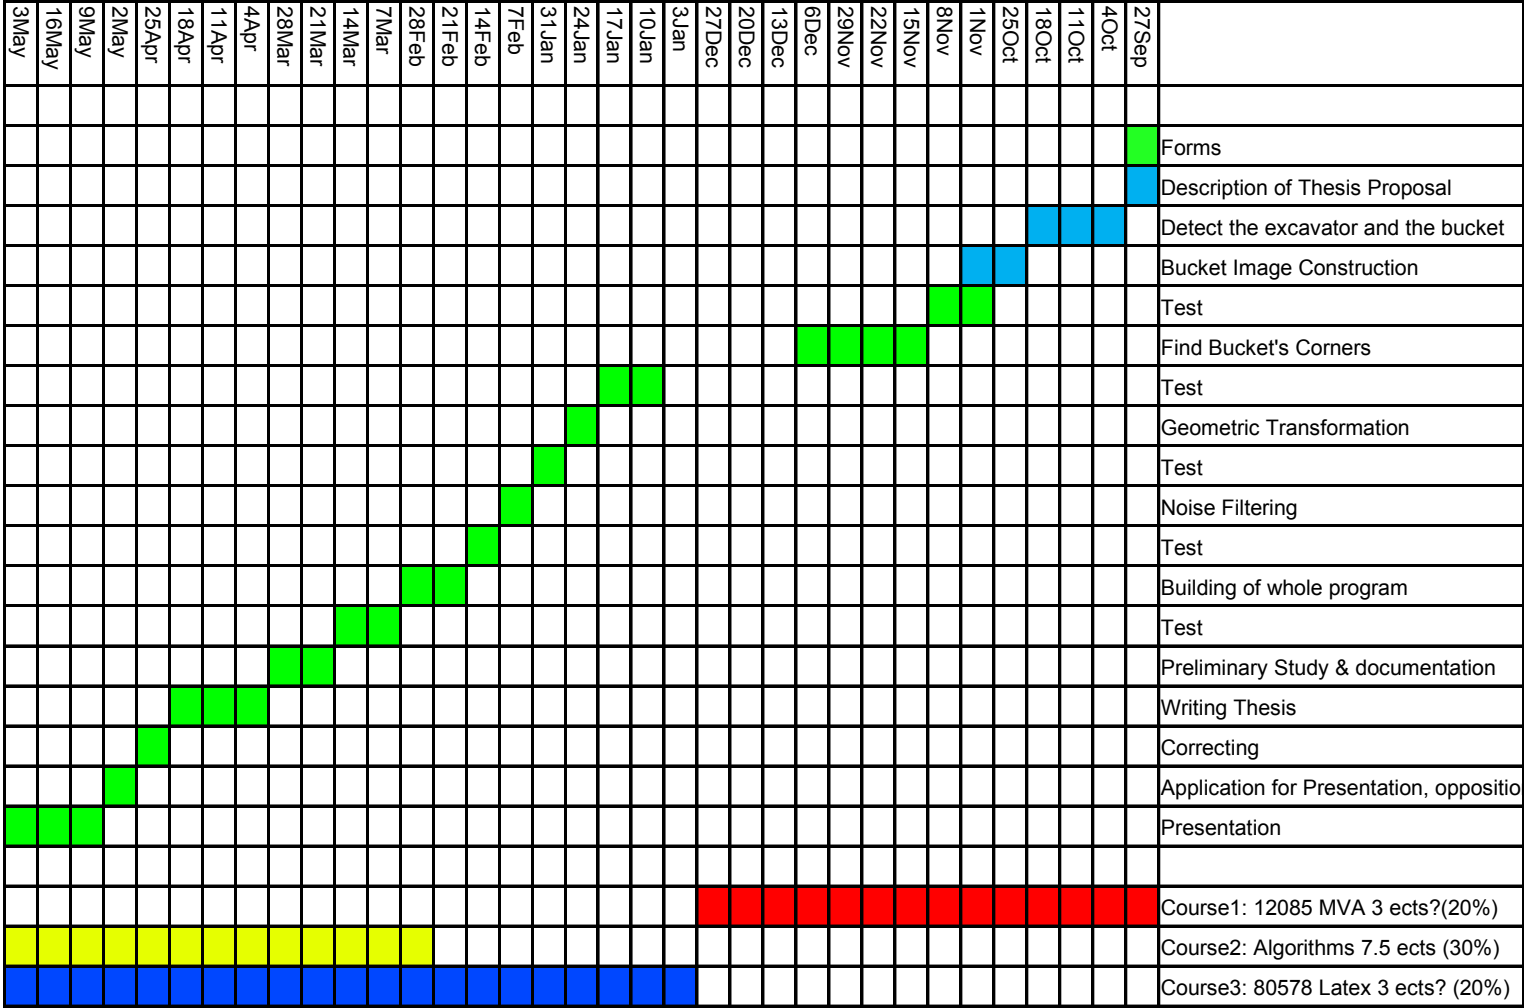 3May
16May
9May
2May
25Apr
18Apr
11Apr
4Apr
28Mar
21Mar
14Mar
7Mar
28Feb
21Feb
14Feb
7Feb
31Jan
24Jan
17Jan
10Jan
3Jan
27Dec
20Dec
13Dec
6Dec
29Nov
22Nov
15Nov
8Nov
1Nov
25Oct
18Oct
11Oct
4Oct
27Sep
Forms
Description of Thesis Proposal
Detect the excavator and the bucket
Bucket Image Construction
Test
Find Bucket's Corners
Test
Geometric Transformation
Test
Noise Filtering
Test
Building of whole program
Test
Preliminary Study & documentation
Writing Thesis
Correcting
Application for Presentation, oppositio
Presentation
Course1: 12085 MVA 3 ects?(20%)
Course2: Algorithms 7.5 ects (30%)
Course3: 80578 Latex 3 ects? (20%)